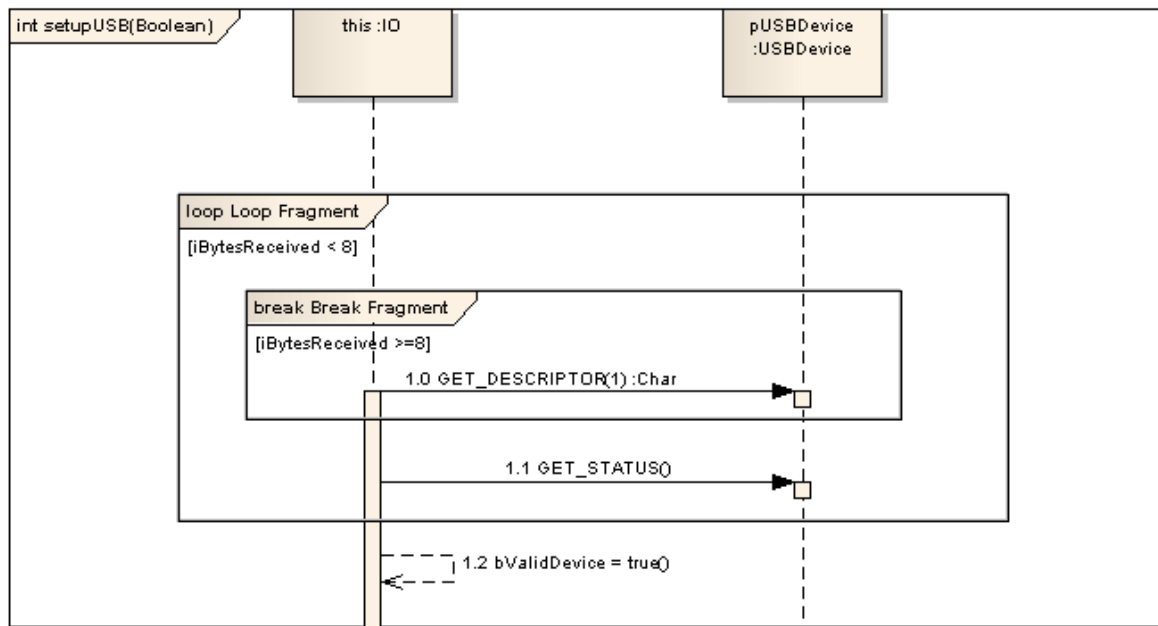 int setupUSB(Boolean)
this :IO
pUSBDevice
:USBDevice
loop Loop Fragment
[iBytesReceived < 8]
break Break Fragment
[iBytesReceived >=8]
1.0 GET_DESCRIPTOR(1) :Char
1.1 GET_STATUS()
1.2 bValidDevice = true()